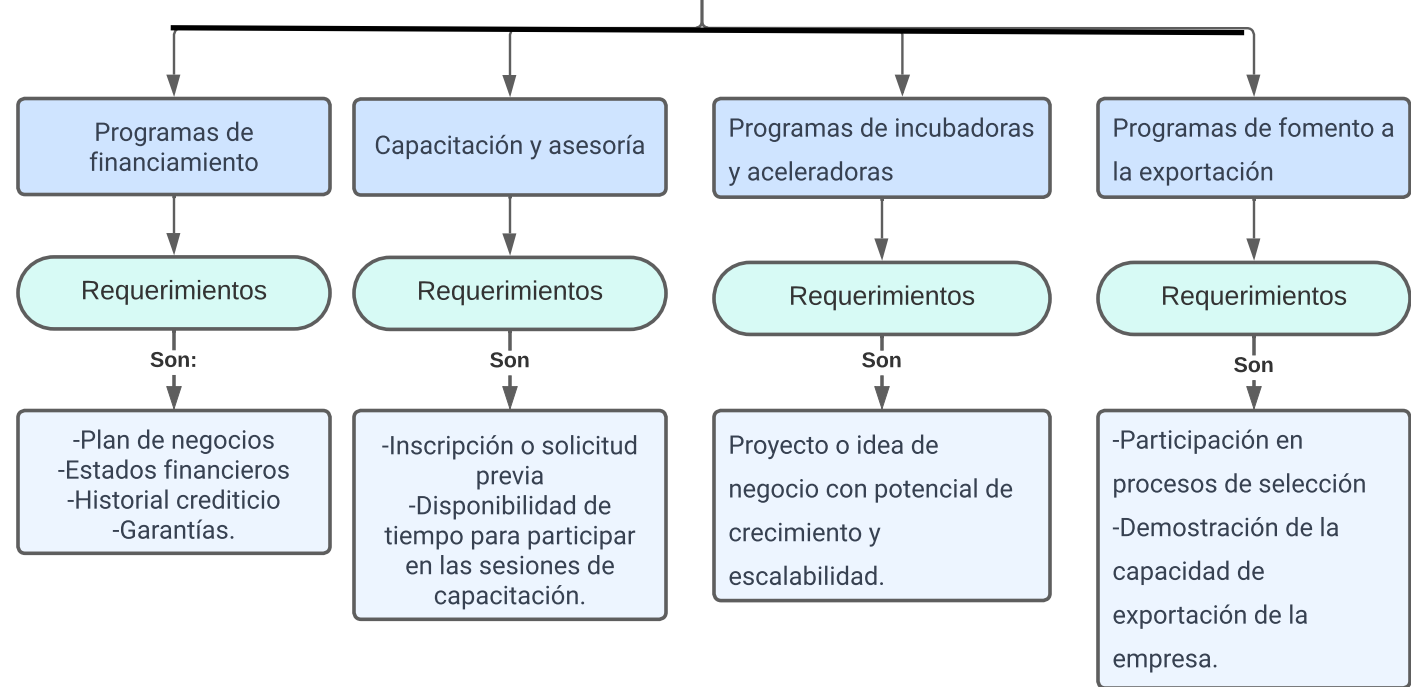 Programas de
financiamiento
Capacitación y asesoría
Programas de incubadoras
y aceleradoras
Programas de fomento a
la exportación
Requerimientos
Requerimientos
Requerimientos
Requerimientos
Son:
Son
Son
Son
-Plan de negocios
-Estados financieros
-Historial crediticio
-Garantías.
-Inscripción o solicitud
previa
-Disponibilidad de
tiempo para participar
en las sesiones de
capacitación.
Proyecto o idea de
negocio con potencial de
crecimiento y
escalabilidad.
-Participación en
procesos de selección
-Demostración de la
capacidad de
exportación de la
empresa.